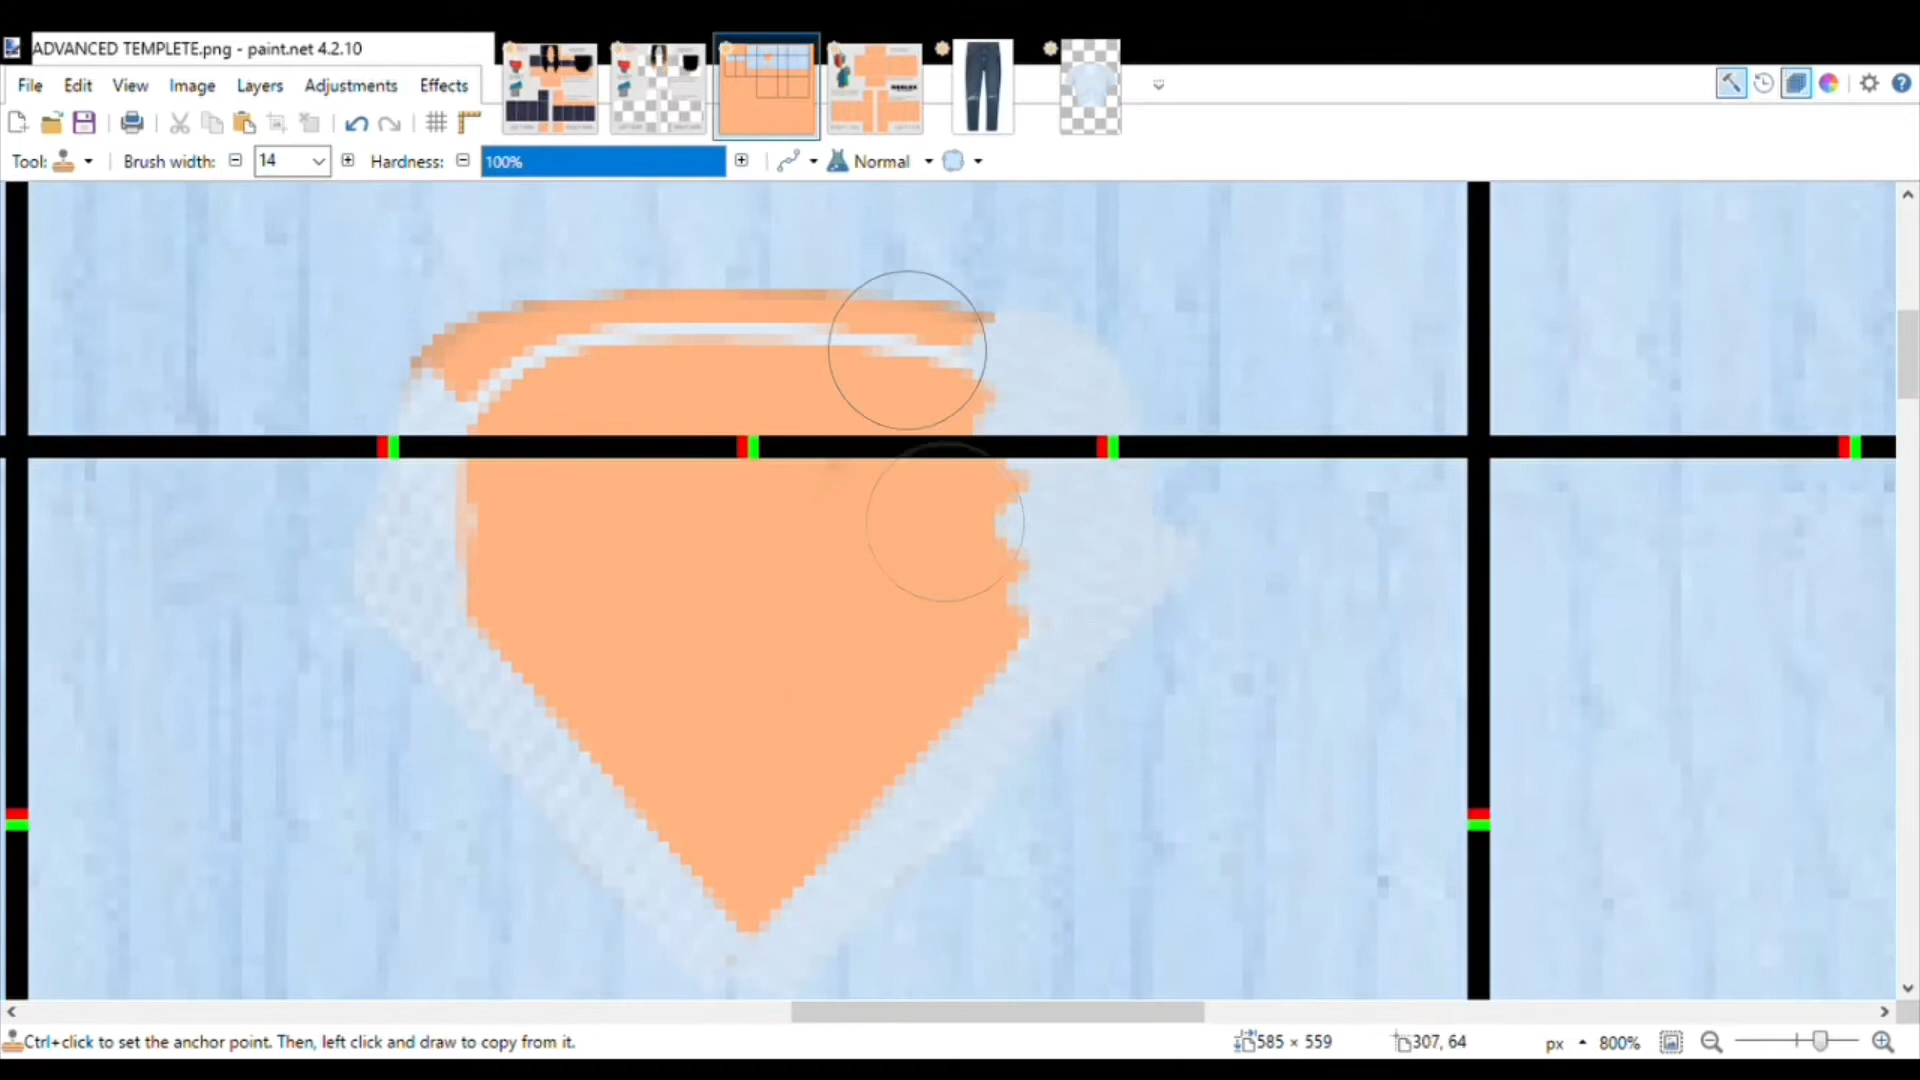 ADVANCED TEMPLETE.png - paint.net 4.2.10
File Edit View Image Layers Adjustments Effects
Tool: Brush width: 14 Hardness: 100% Normal
Ctrl+click to set the anchor point. Then, left click and draw to copy from it. 585 × 559 307, 64 px 800%